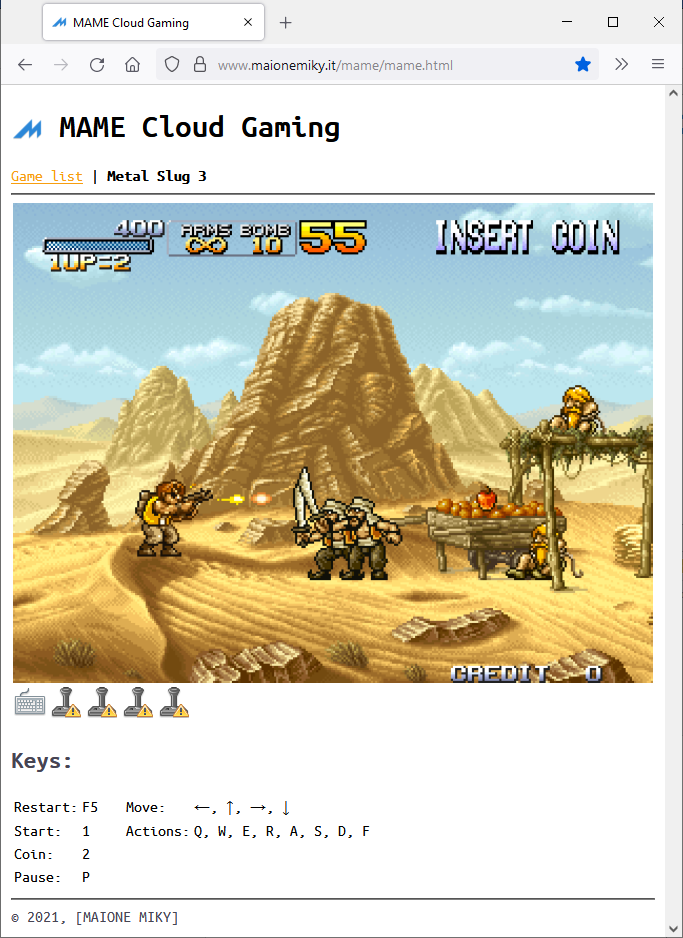 MAME Cloud Gaming
www.maionemiky.it/mame/mame.html
MAME Cloud Gaming
Game list | Metal Slug 3
400 ARMS BOMB 55 INSERT COIN
∞ 10
1UP=2
CREDIT 0
Keys:
Restart: F5 Move: ←, ↑, →, ↓
Start: 1 Actions: Q, W, E, R, A, S, D, F
Coin: 2
Pause: P
© 2021, [MAIONE MIKY]